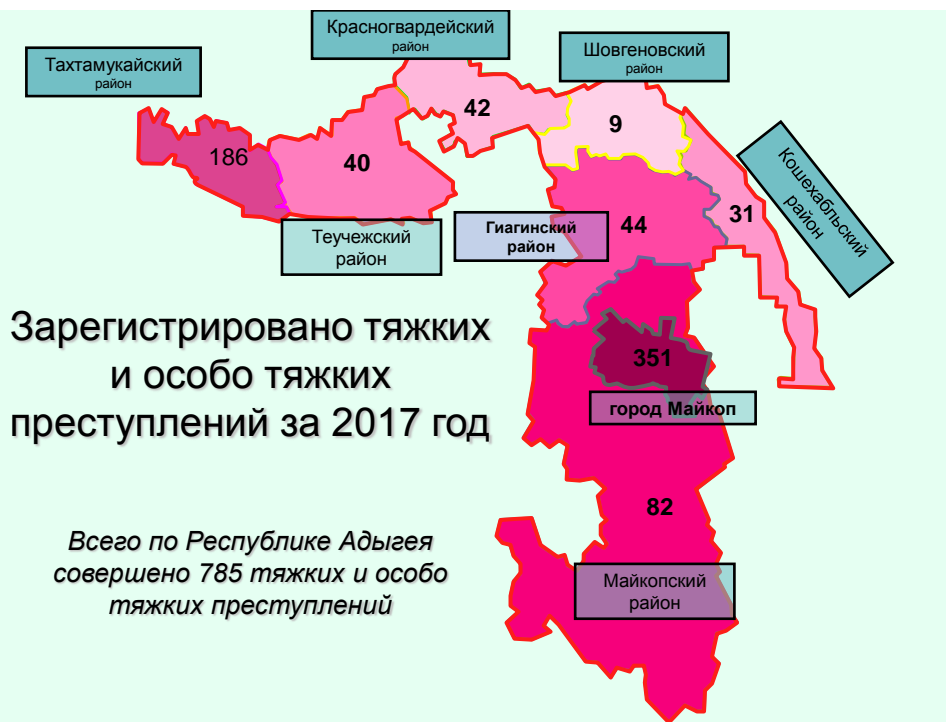 Красногвардейский
район
Шовгеновский
район
Тахтамукайский
район
42
9
186
40
Кошехабльский
район
31
44
Теучежский
район
Гиагинский
район
Зарегистрировано тяжких
и особо тяжких
преступлений за 2017 год
351
город Майкоп
82
Всего по Республике Адыгея
совершено 785 тяжких и особо
тяжких преступлений
Майкопский
район